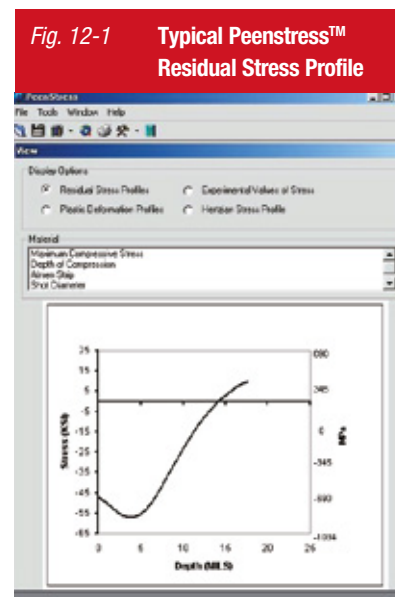 Fig. 12-1 Typical Peenstress™
Residual Stress Profile
PeenStress
File Tools Window Help
View
Display Options
Residual Stress Profiles Experimental Values of Stress
Plastic Deformation Profiles Hertzian Stress Profile
Material
Maximum Compressive Stress
Depth of Compression
Almen Strip
Shot Diameter
25
15
5
-5
-15
-25
-35
-45
-55
-65
Stress (KSI)
690
345
0
-345
-690
MPa
0 5 10 15 20 25
Depth (MILS)